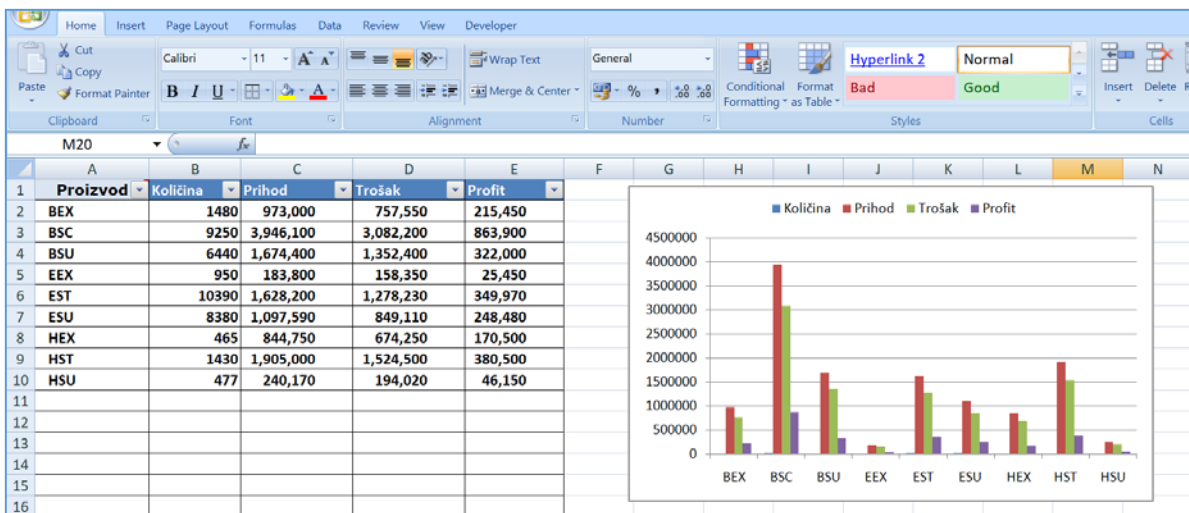 Home Insert Page Layout Formulas Data Review View Developer
Cut
Copy
Format Painter
Paste
Clipboard
Calibri 11
B I U
Font
Wrap Text
Merge & Center
Alignment
General
% ,
Number
Conditional Formatting
Format as Table
Hyperlink 2 Normal
Bad Good
Styles
Insert Delete
Cells
M20 fx
A B C D E F G H I J K L M N
1 Proizvod Količina Prihod Trošak Profit
2 BEX 1480 973,000 757,550 215,450
3 BSC 9250 3,946,100 3,082,200 863,900
4 BSU 6440 1,674,400 1,352,400 322,000
5 EEX 950 183,800 158,350 25,450
6 EST 10390 1,628,200 1,278,230 349,970
7 ESU 8380 1,097,590 849,110 248,480
8 HEX 465 844,750 674,250 170,500
9 HST 1430 1,905,000 1,524,500 380,500
10 HSU 477 240,170 194,020 46,150
11
12
13
14
15
16
Količina Prihod Trošak Profit
4500000
4000000
3500000
3000000
2500000
2000000
1500000
1000000
500000
0
BEX BSC BSU EEX EST ESU HEX HST HSU